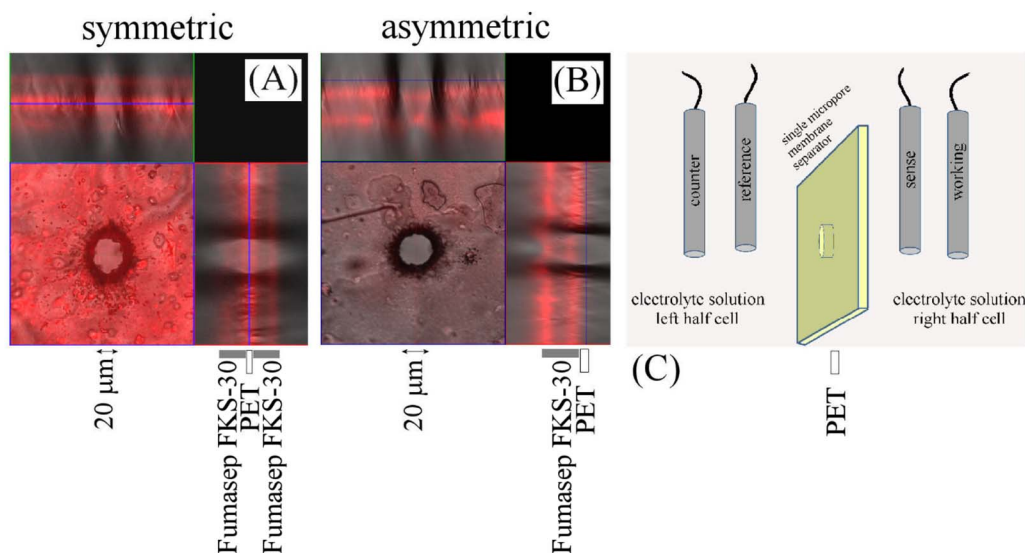 symmetric
asymmetric
(A)
(B)
counter
reference
single micropore
membrane
separator
sense
working
electrolyte solution
left half cell
electrolyte solution
right half cell
20 μm
Fumasep FKS-30
PET
Fumasep FKS-30
20 μm
Fumasep FKS-30
PET
(C)
PET